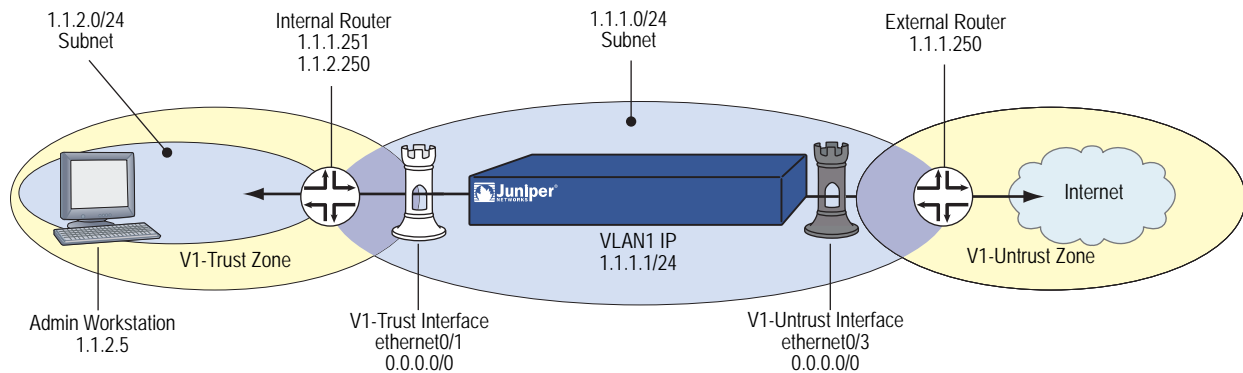 1.1.2.0/24
Subnet
Internal Router
1.1.1.251
1.1.2.250
1.1.1.0/24
Subnet
External Router
1.1.1.250
Juniper®
NETWORKS
Internet
V1-Trust Zone
VLAN1 IP
1.1.1.1/24
V1-Untrust Zone
Admin Workstation
1.1.2.5
V1-Trust Interface
ethernet0/1
0.0.0.0/0
V1-Untrust Interface
ethernet0/3
0.0.0.0/0